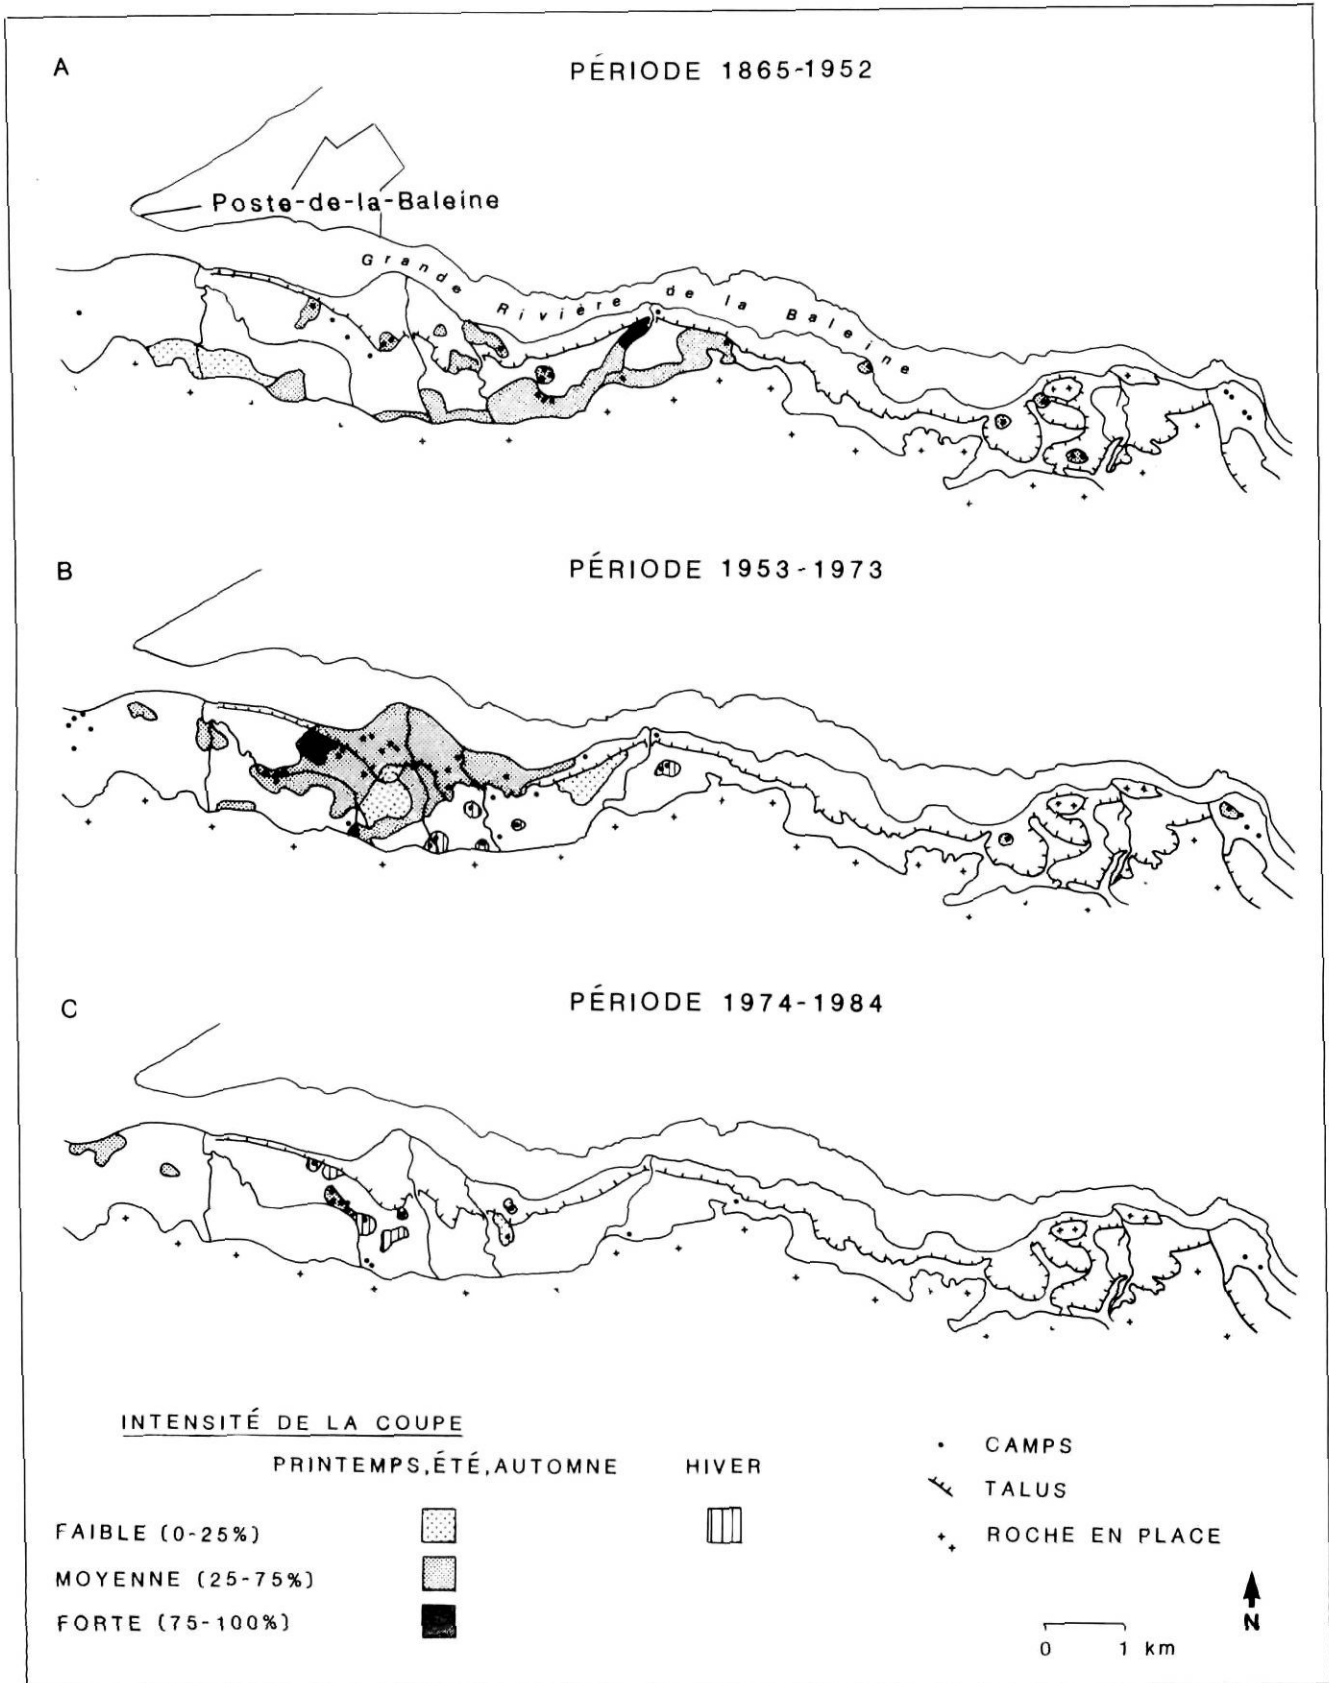 A
PÉRIODE 1865-1952
Poste-de-la-Baleine
Grande Rivière de la Baleine
B
PÉRIODE 1953-1973
C
PÉRIODE 1974-1984
INTENSITÉ DE LA COUPE
PRINTEMPS,ÉTÉ,AUTOMNE HIVER
FAIBLE (0-25%)
MOYENNE (25-75%)
FORTE (75-100%)
CAMPS
TALUS
ROCHE EN PLACE
N
0 1 km